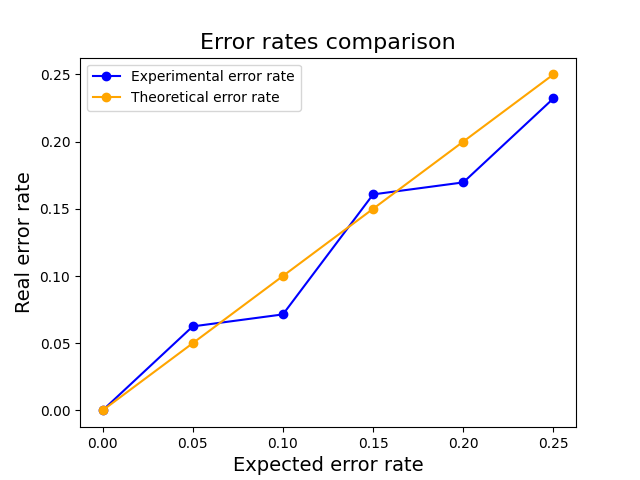 Error rates comparison
Experimental error rate
Theoretical error rate
Real error rate
0.25
0.20
0.15
0.10
0.05
0.00
0.00 0.05 0.10 0.15 0.20 0.25
Expected error rate